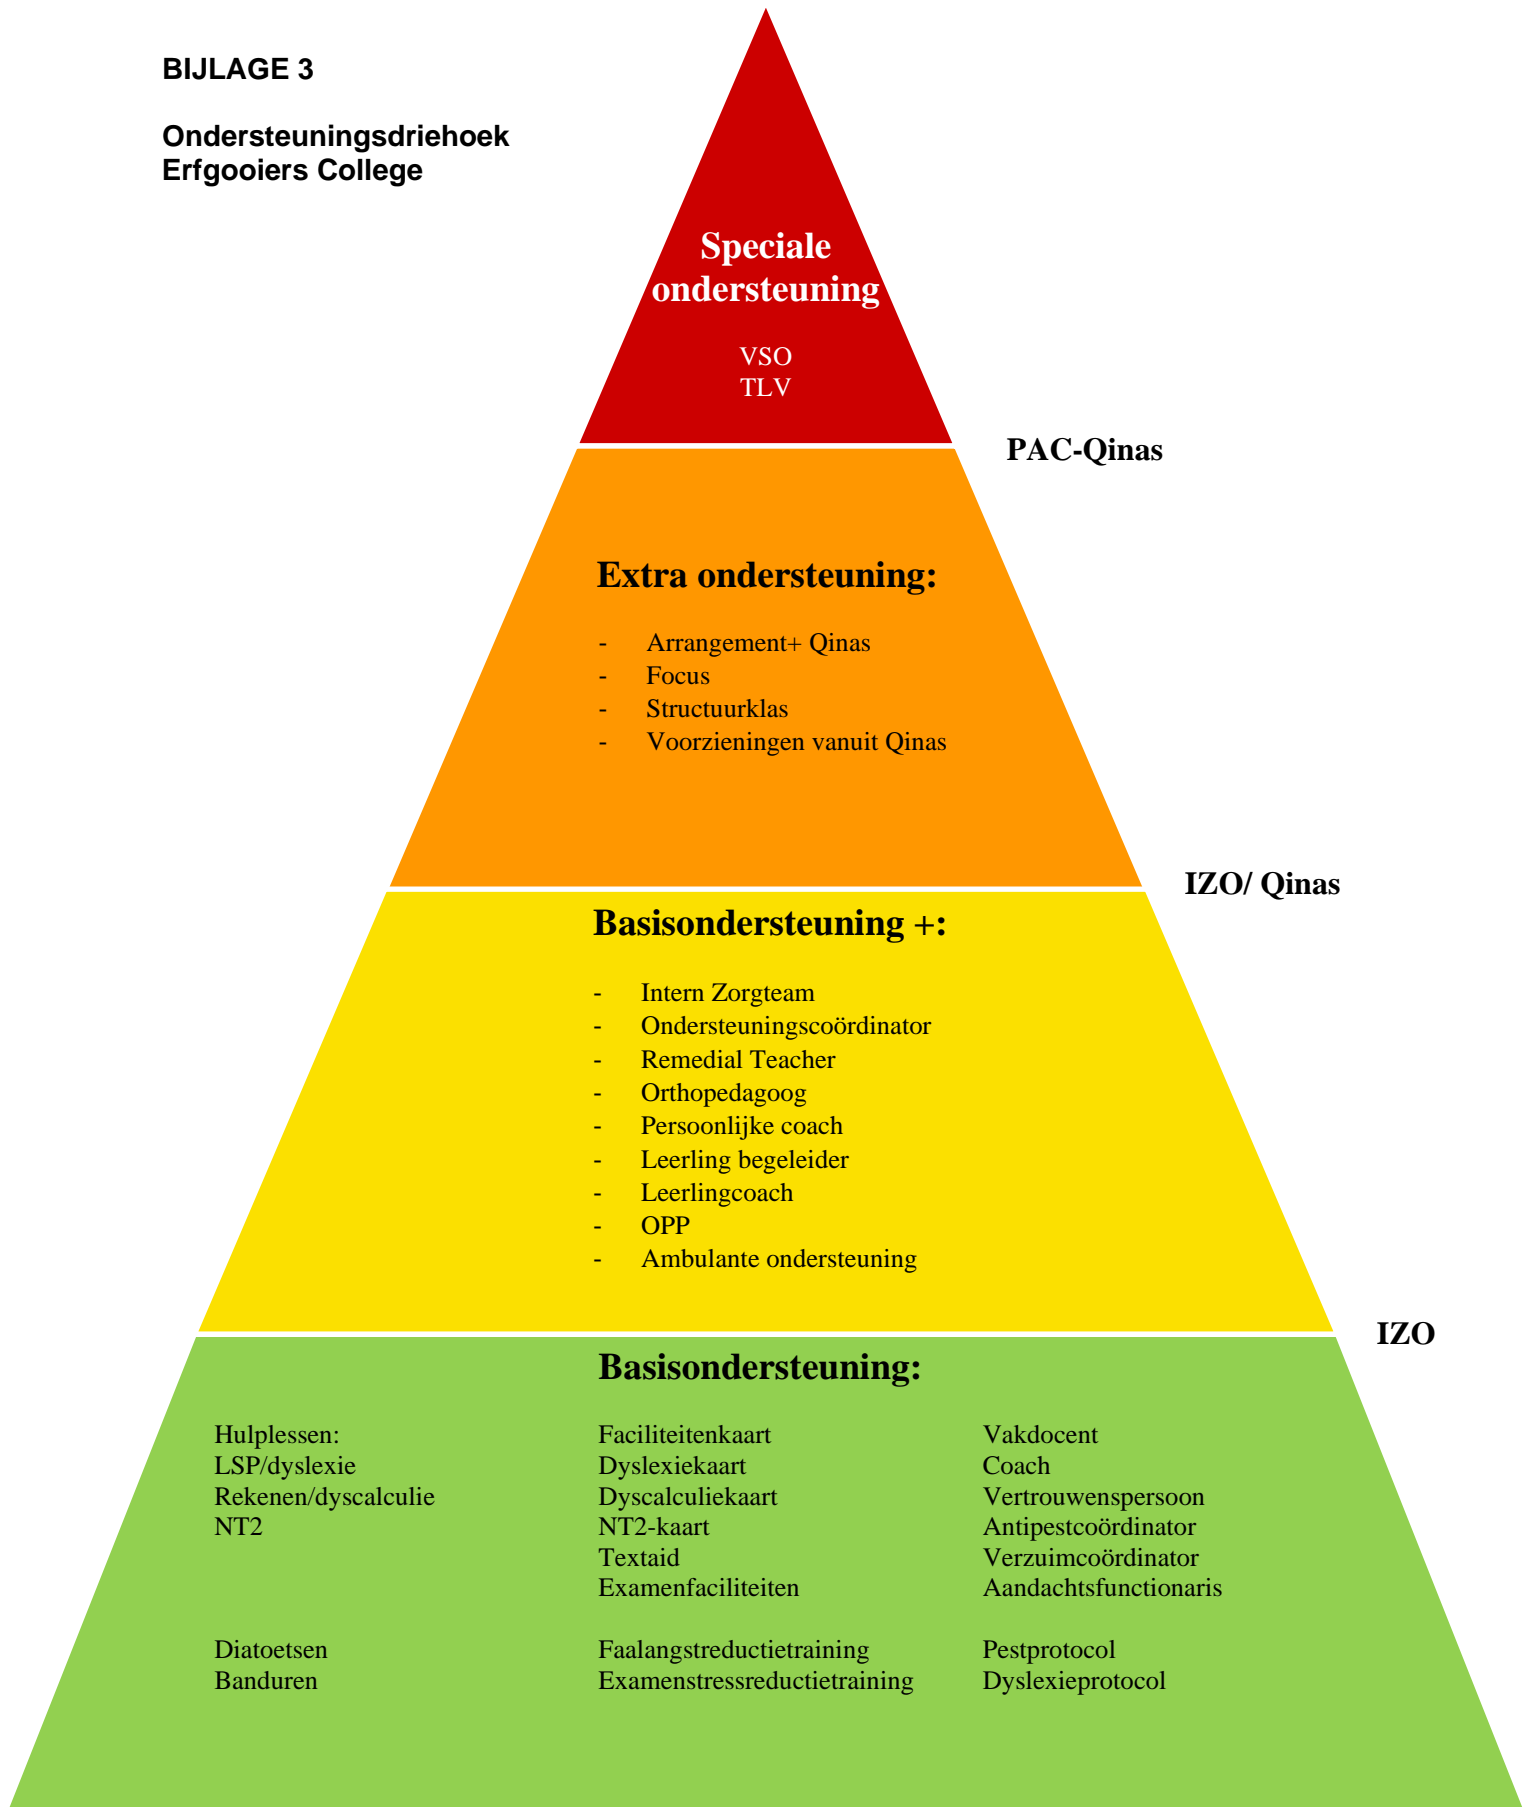 BIJLAGE 3
Ondersteuningsdriehoek
Erfgooiers College
Speciale
ondersteuning
VSO
TLV
PAC-Qinas
Extra ondersteuning:
- Arrangement+ Qinas
- Focus
- Structuurklas
- Voorzieningen vanuit Qinas
IZO/ Qinas
Basisondersteuning +:
- Intern Zorgteam
- Ondersteuningscoördinator
- Remedial Teacher
- Orthopedagoog
- Persoonlijke coach
- Leerling begeleider
- Leerlingcoach
- OPP
- Ambulante ondersteuning
IZO
Basisondersteuning:
Hulplessen: Faciliteitenkaart Vakdocent
LSP/dyslexie Dyslexiekaart Coach
Rekenen/dyscalculie Dyscalculiekaart Vertrouwenspersoon
NT2 NT2-kaart Antipestcoördinator
Textaid Verzuimcoördinator
Examenfaciliteiten Aandachtsfunctionaris
Diatoetsen Faalangstreductietraining Pestprotocol
Banduren Examenstressreductietraining Dyslexieprotocol